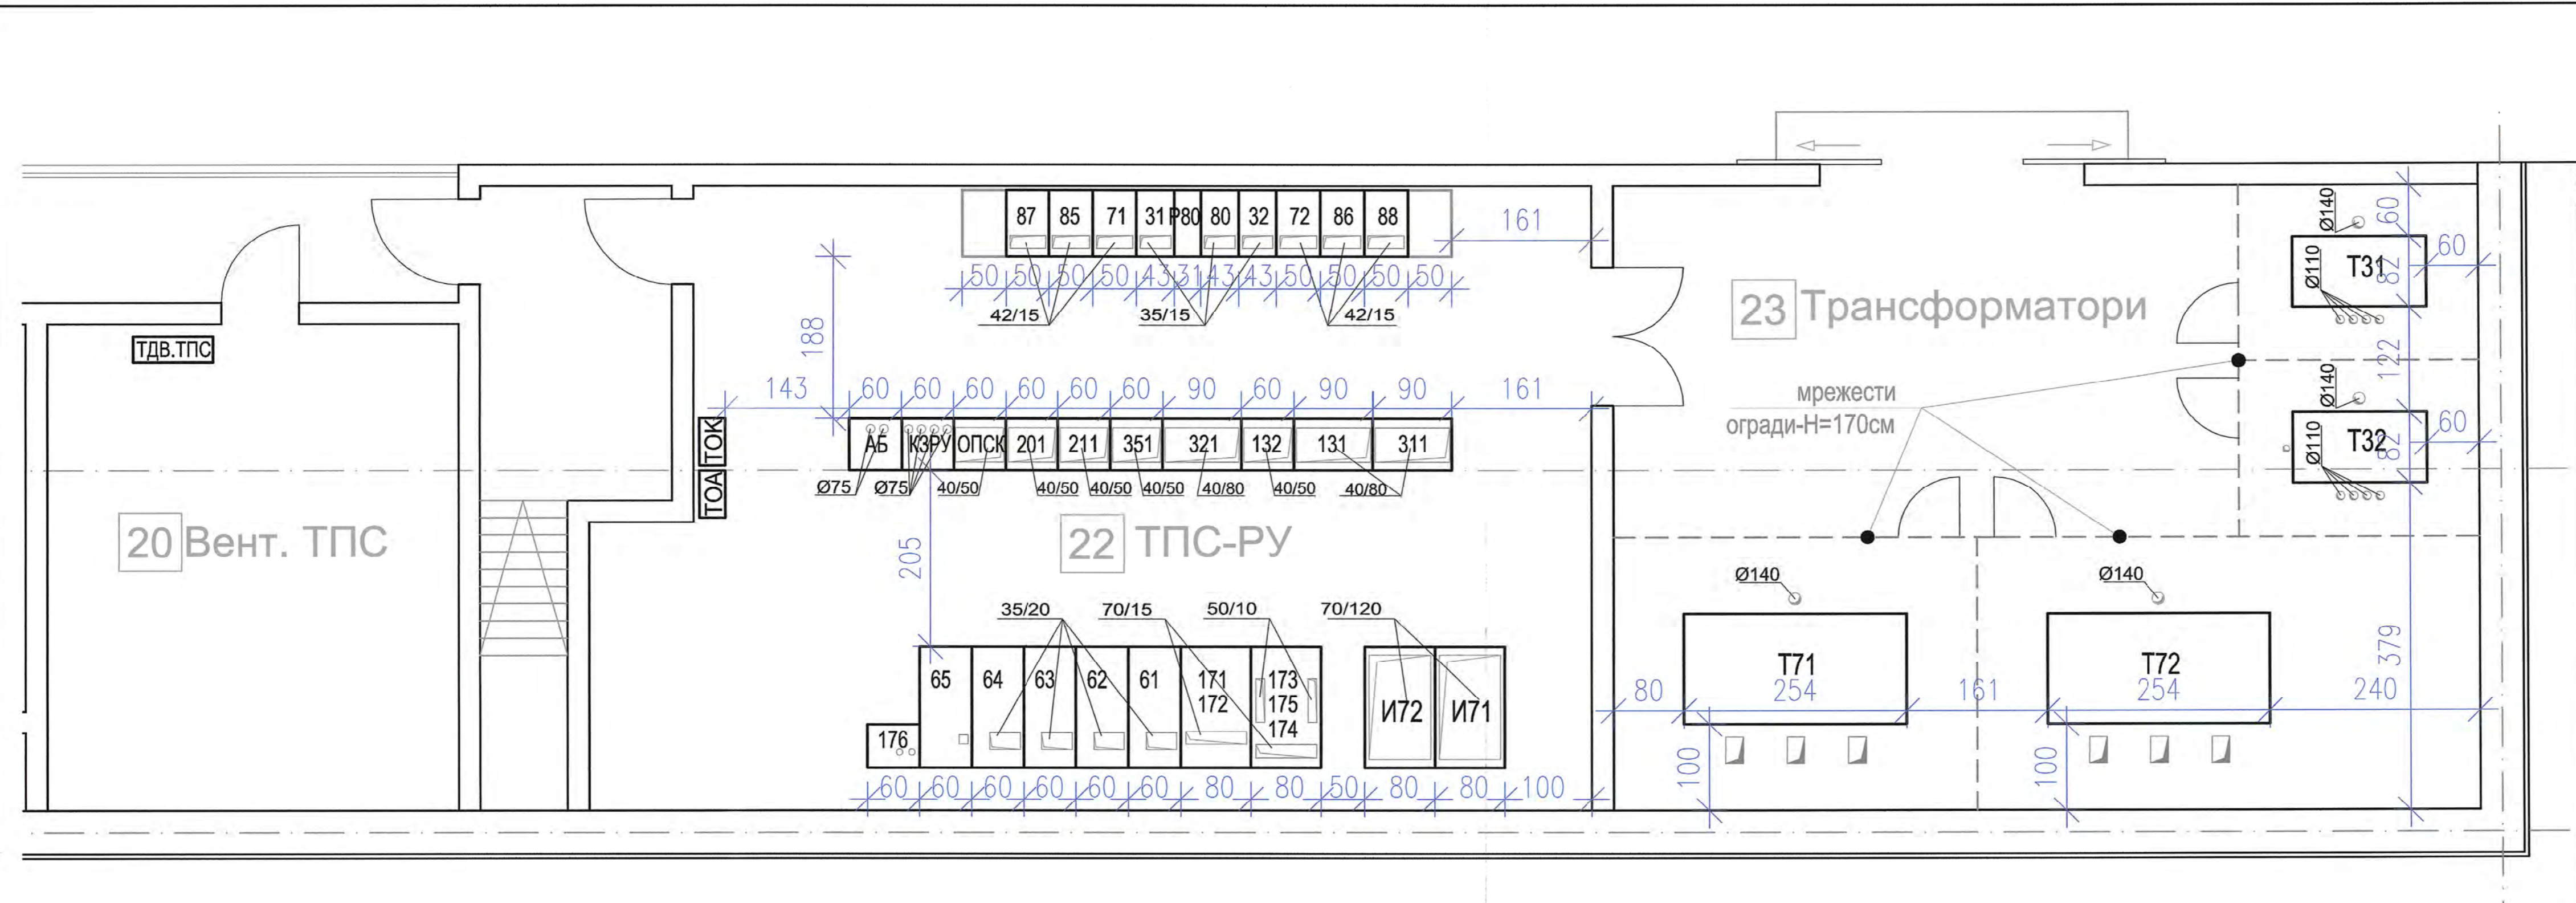 87 85 71 31 P80 80 32 72 86 88
161
50 50 50 50 43 31 43 43 50 50 50 50
42/15 35/15 42/15
188
ТДВ.ТПС
143 60 60 60 60 60 60 90 60 90 90 161
ТОК
ТОА
АБ КЗРУ ОПСК 201 211 351 321 132 131 311
Ø75 Ø75 40/50 40/50 40/50 40/50 40/80 40/50 40/80
20 Вент. ТПС
22 ТПС-РУ
205
35/20 70/15 50/10 70/120
65 64 63 62 61 171 173
172 175
174
176
И72 И71
60 60 60 60 60 60 80 80 50 80 80 100
23 Трансформатори
мрежести
огради-Н=170см
Ø140
60
Ø110
Т31
82
60
122
Ø140
Ø110
Т32
82
60
Ø140 Ø140
Т71 Т72
379
80 254 161 254 240
100 100